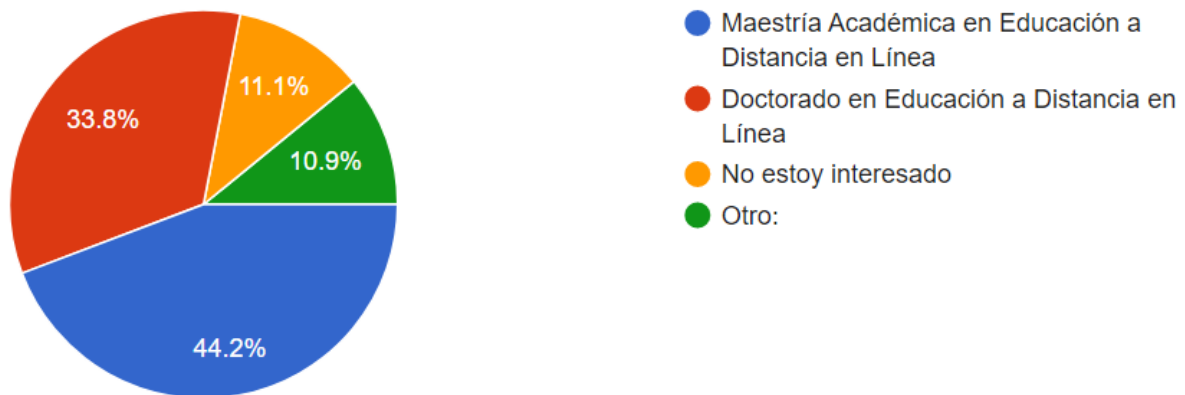 33.8%
11.1%
10.9%
44.2%
Maestría Académica en Educación a
Distancia en Línea
Doctorado en Educación a Distancia en
Línea
No estoy interesado
Otro: